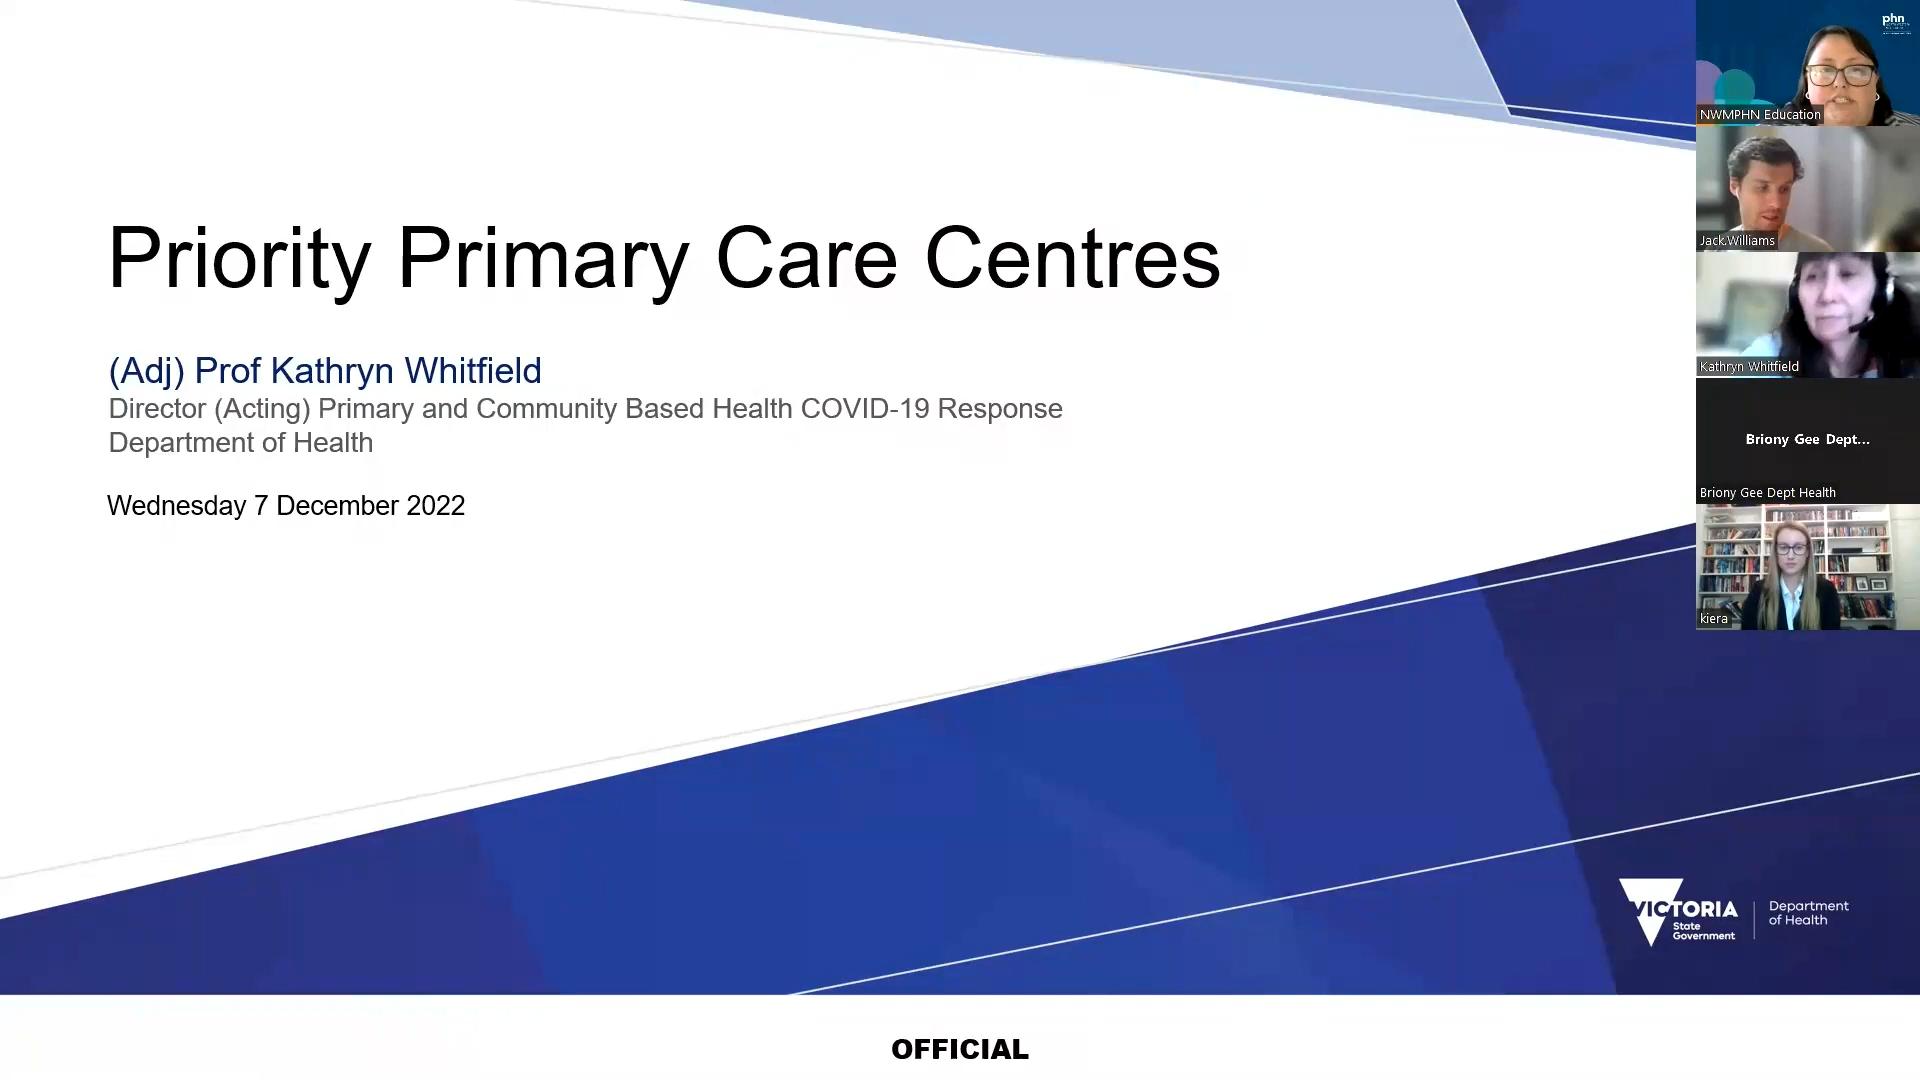 Priority Primary Care Centres
(Adj) Prof Kathryn Whitfield
Director (Acting) Primary and Community Based Health COVID-19 Response
Department of Health
Wednesday 7 December 2022
VICTORIA
State
Government
Department
of Health
OFFICIAL
phn
NWMPHN Education
Jack.Williams
Kathryn Whitfield
Briony Gee Dept...
Briony Gee Dept Health
kiera